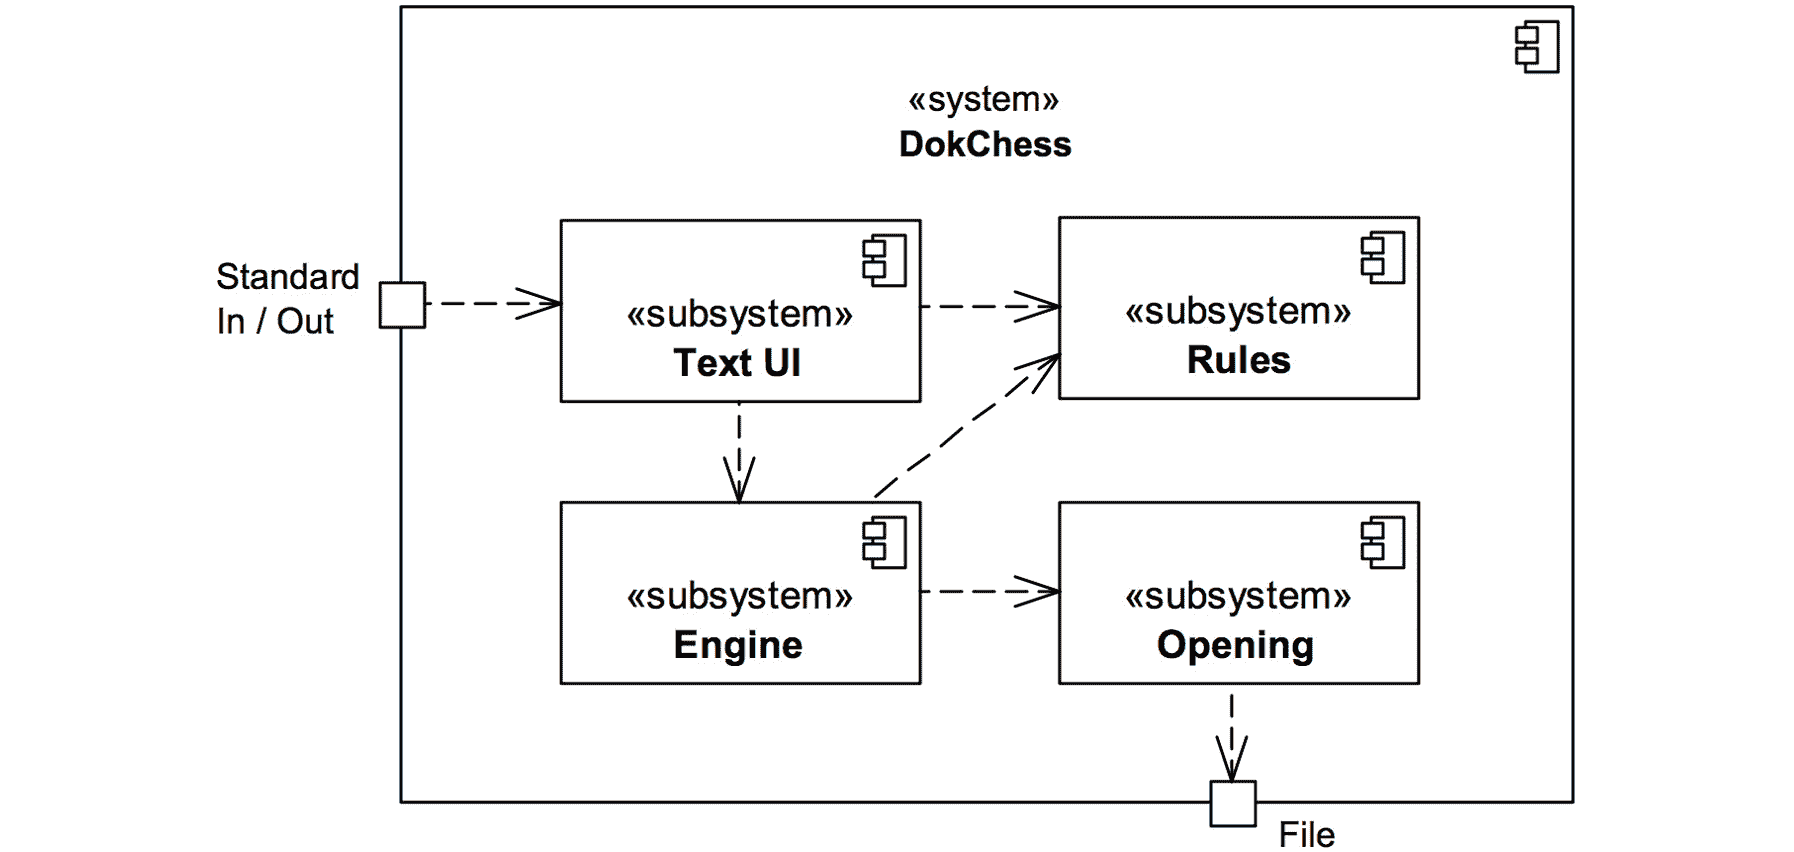 «system»
DokChess
Standard
In / Out
«subsystem»
Text UI
«subsystem»
Rules
«subsystem»
Engine
«subsystem»
Opening
File